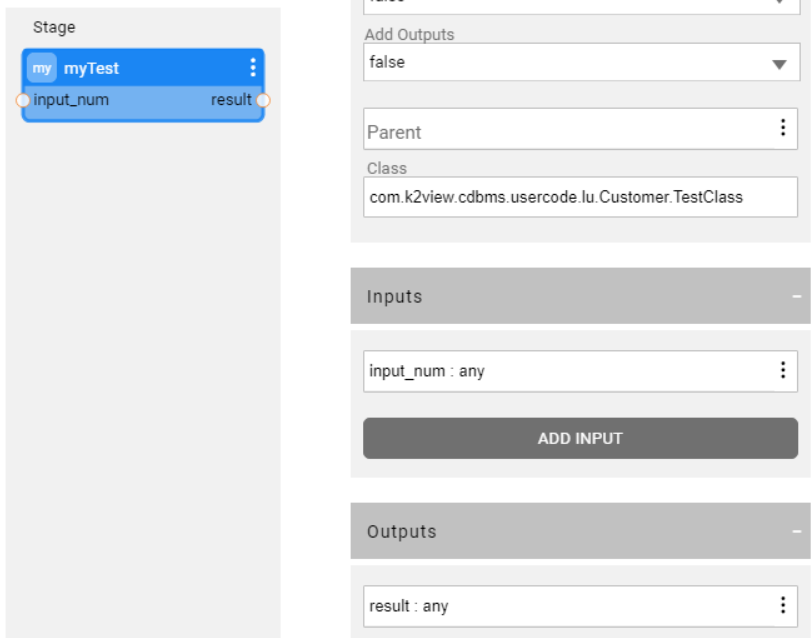 Stage
my myTest
input_num result
Add Outputs
false
Parent
Class
com.k2view.cdbms.usercode.lu.Customer.TestClass
Inputs
input_num : any
ADD INPUT
Outputs
result : any